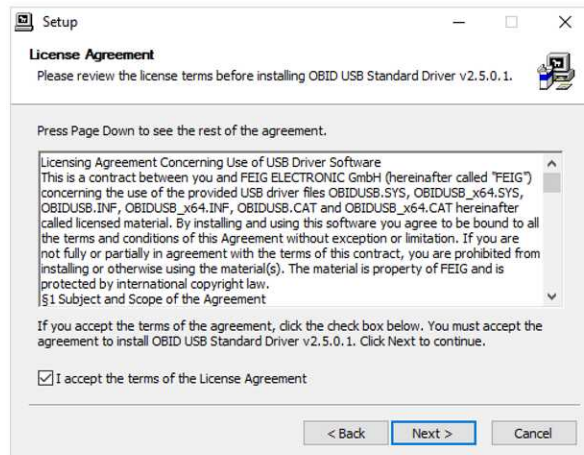 Setup
License Agreement
Please review the license terms before installing OBID USB Standard Driver v2.5.0.1.
Press Page Down to see the rest of the agreement.
Licensing Agreement Concerning Use of USB Driver Software
This is a contract between you and FEIG ELECTRONIC GmbH (hereinafter called "FEIG")
concerning the use of the provided USB driver files OBIDUSB.SYS, OBIDUSB_x64.SYS,
OBIDUSB.INF, OBIDUSB_x64.INF, OBIDUSB.CAT and OBIDUSB_x64.CAT hereinafter
called licensed material. By installing and using this software you agree to be bound to all
the terms and conditions of this Agreement without exception or limitation. If you are
not fully or partially in agreement with the terms of this contract, you are prohibited from
installing or otherwise using the material(s). The material is property of FEIG and is
protected by international copyright law.
§1 Subject and Scope of the Agreement
If you accept the terms of the agreement, click the check box below. You must accept the
agreement to install OBID USB Standard Driver v2.5.0.1. Click Next to continue.
I accept the terms of the License Agreement
< Back Next > Cancel